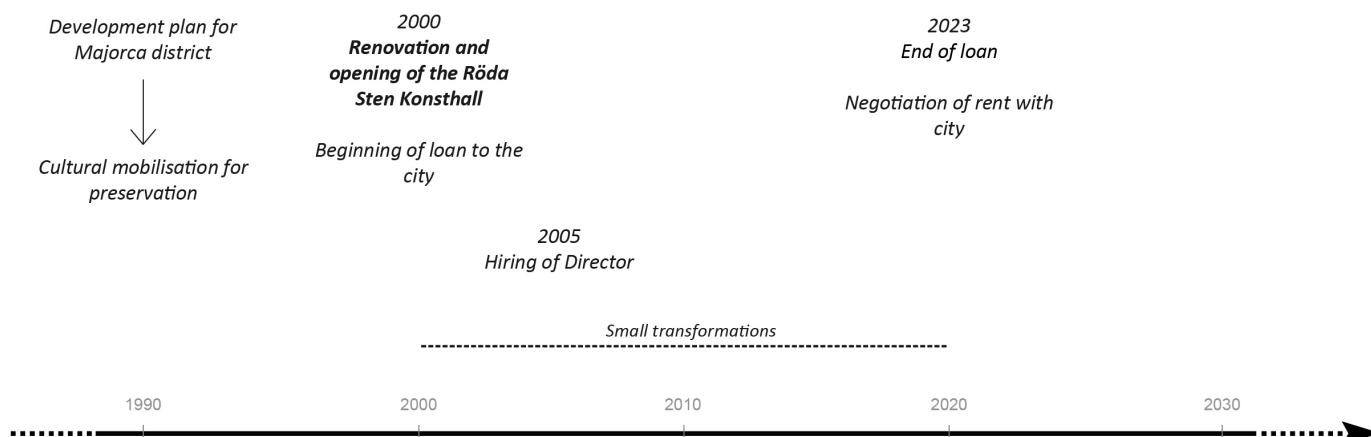 Development plan for
Majorca district
Cultural mobilisation for
preservation
2000
Renovation and
opening of the Röda
Sten Konsthall
Beginning of loan to the
city
2005
Hiring of Director
2023
End of loan
Negotiation of rent with
city
Small transformations
1990
2000
2010
2020
2030